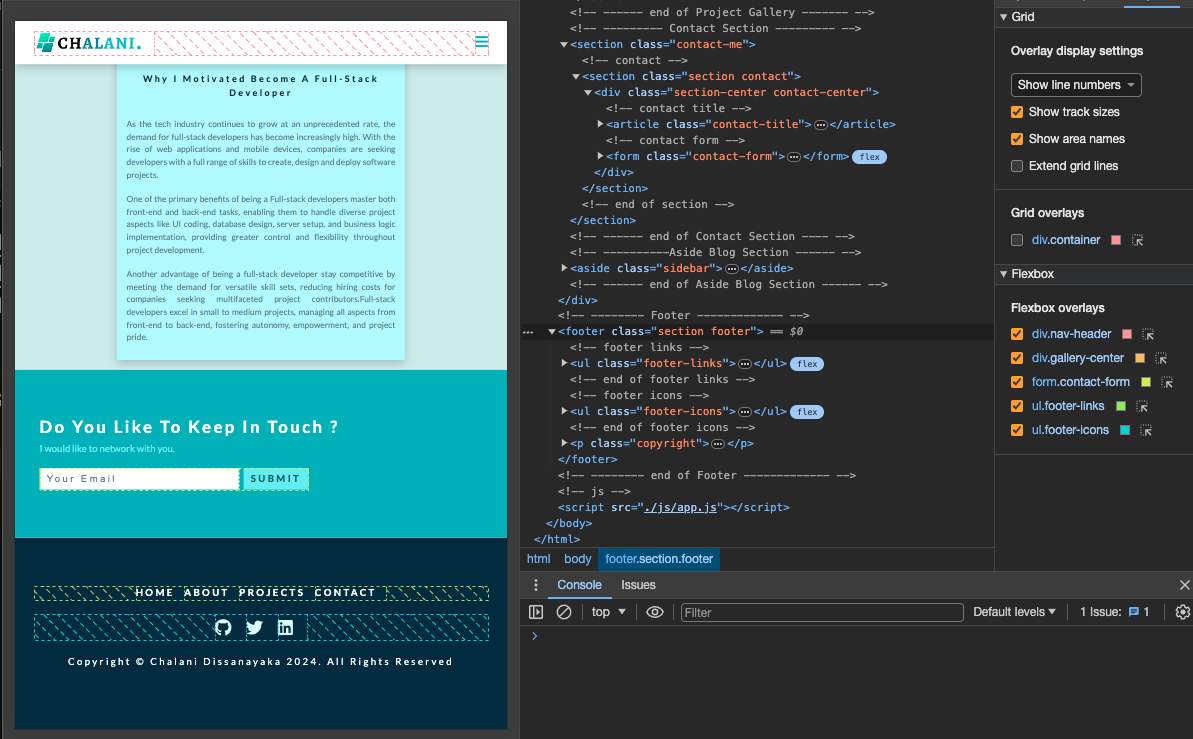 CHALANI.
Why I Motivated Become A Full-Stack
Developer
As the tech industry continues to grow at an unprecedented rate, the
demand for full-stack developers has become increasingly high. With the
rise of web applications and mobile devices, companies are seeking
developers with a full range of skills to create, design and deploy software
projects.
One of the primary benefits of being a Full-stack developers master both
front-end and back-end tasks, enabling them to handle diverse project
aspects like UI coding, database design, server setup, and business logic
implementation, providing greater control and flexibility throughout
project development.
Another advantage of being a full-stack developer stay competitive by
meeting the demand for versatile skill sets, reducing hiring costs for
companies seeking multifaceted project contributors.Full-stack
developers excel in small to medium projects, managing all aspects from
front-end to back-end, fostering autonomy, empowerment, and project
pride.
Do You Like To Keep In Touch ?
I would like to network with you.
Your Email SUBMIT
HOME ABOUT PROJECTS CONTACT
Copyright © Chalani Dissanayaka 2024. All Rights Reserved
<!-- ------ end of Project Gallery ------- -->
<!-- --------- Contact Section --------- -->
<section class="contact-me">
<!-- contact -->
<section class="section contact">
<div class="section-center contact-center">
<!-- contact title -->
<article class="contact-title">…</article>
<!-- contact form -->
<form class="contact-form">…</form> flex
</div>
</section>
<!-- end of section -->
</section>
<!-- ------ end of Contact Section ---- -->
<!-- ----------Aside Blog Section ------ -->
<aside class="sidebar">…</aside>
<!-- ------ end of Aside Blog Section ------ -->
</div>
<!-- -------- Footer ------------- -->
… <footer class="section footer"> == $0
<!-- footer links -->
<ul class="footer-links">…</ul> flex
<!-- end of footer links -->
<!-- footer icons -->
<ul class="footer-icons">…</ul> flex
<!-- end of footer icons -->
<p class="copyright">…</p>
</footer>
<!-- -------- end of Footer ------------- -->
<!-- js -->
<script src="./js/app.js"></script>
</body>
</html>
html body footer.section.footer
Console Issues
top Filter Default levels 1 Issue: 1
Grid
Overlay display settings
Show line numbers
Show track sizes
Show area names
Extend grid lines
Grid overlays
div.container
Flexbox
Flexbox overlays
div.nav-header
div.gallery-center
form.contact-form
ul.footer-links
ul.footer-icons